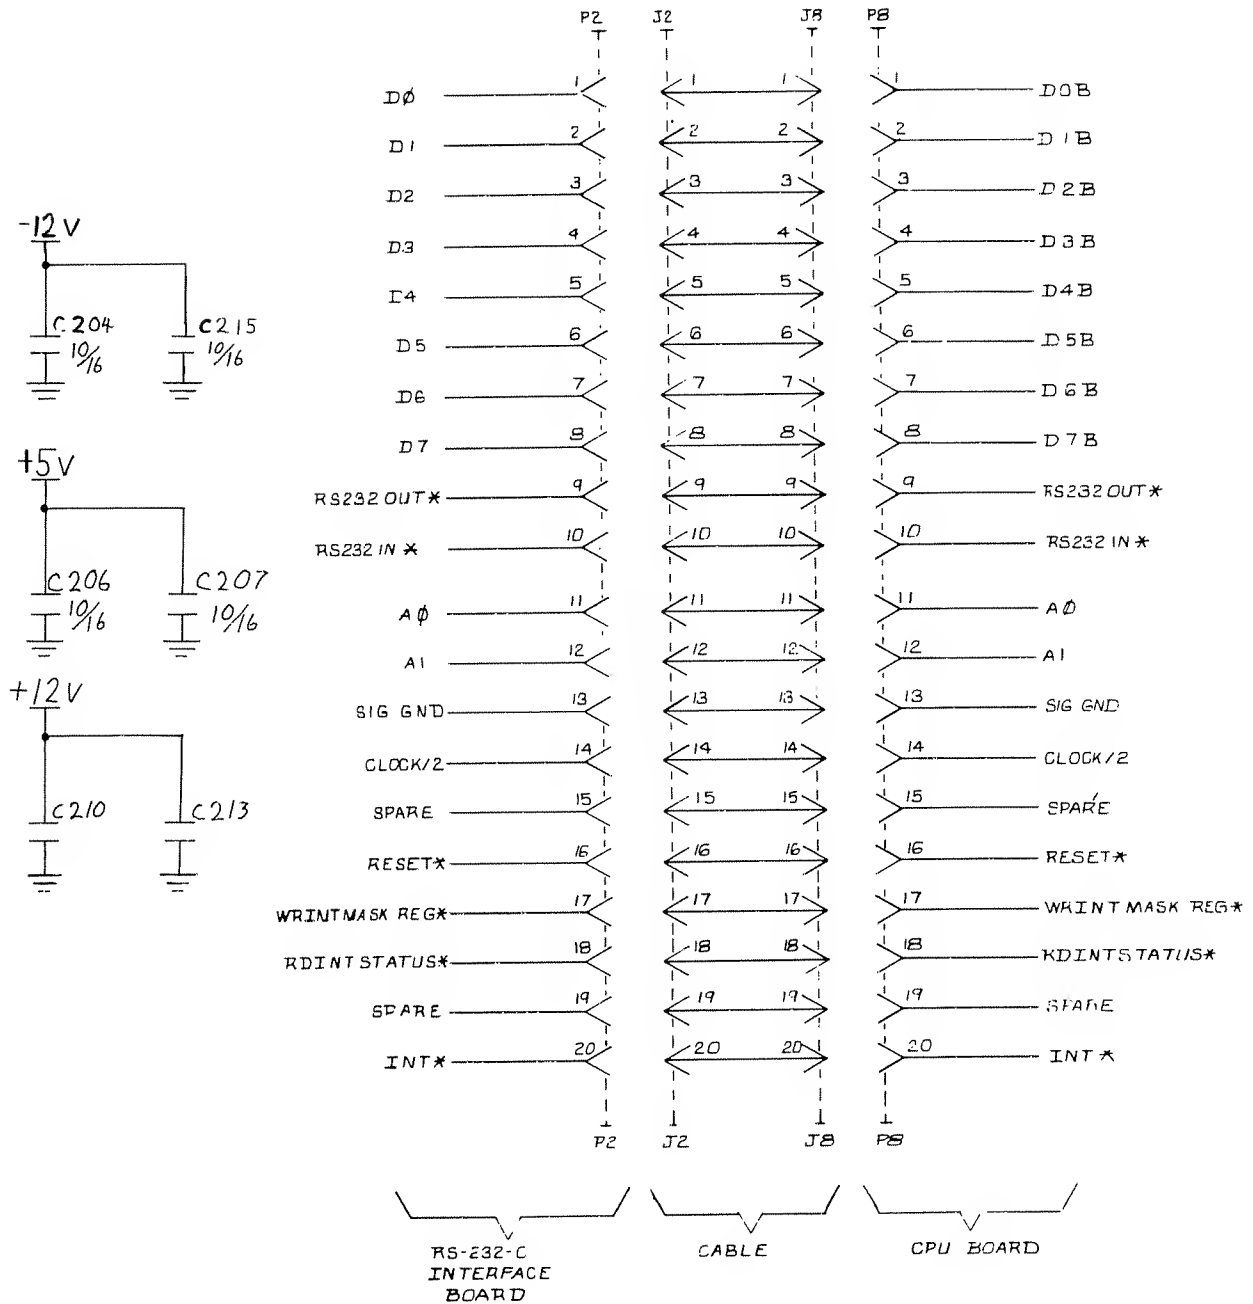 P2 J2 J8 P8
DØ 1 1 1 1 D0B
D1 2 2 2 2 D1B
D2 3 3 3 3 D2B
D3 4 4 4 4 D3B
D4 5 5 5 5 D4B
D5 6 6 6 6 D5B
D6 7 7 7 7 D6B
D7 8 8 8 8 D7B
RS232 OUT* 9 9 9 9 RS232 OUT*
RS232 IN* 10 10 10 10 RS232 IN*
AØ 11 11 11 11 AØ
A1 12 12 12 12 A1
SIG GND 13 13 13 13 SIG GND
CLOCK/2 14 14 14 14 CLOCK/2
SPARE 15 15 15 15 SPARE
RESET* 16 16 16 16 RESET*
WRINTMASK REG* 17 17 17 17 WRINTMASK REG*
RDINTSTATUS* 18 18 18 18 RDINTSTATUS*
SPARE 19 19 19 19 SPARE
INT* 20 20 20 20 INT*
P2 J2 J8 P8
RS-232-C
INTERFACE
BOARD
CABLE
CPU BOARD
-12V
C204 C215
10/16 10/16
+5V
C206 C207
10/16 10/16
+12V
C210 C213